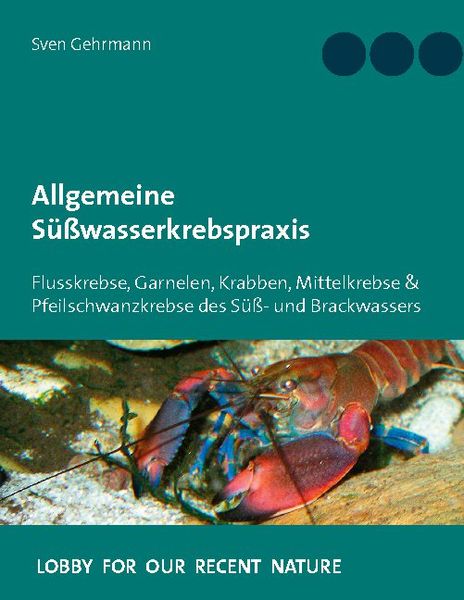 Sven Gehrmann
Allgemeine
Süßwasserkrebspraxis
Flusskrebse, Garnelen, Krabben, Mittelkrebse &
Pfeilschwanzkrebse des Süß- und Brackwassers
LOBBY FOR OUR RECENT NATURE